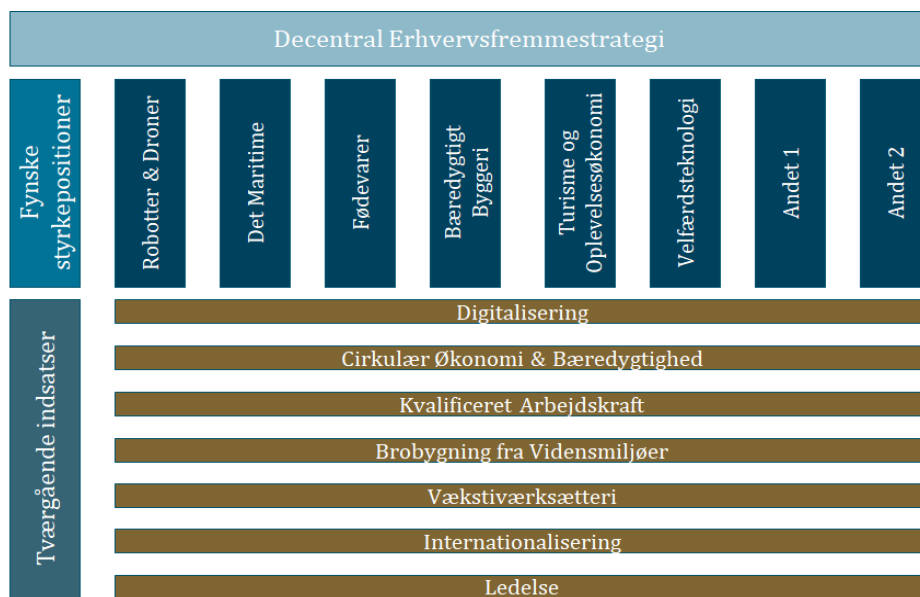 Decentral Erhvervsfremmestrategi
Fynske
styrkepositioner
Robotter & Droner
Det Maritime
Fødevarer
Bæredygtigt
Byggeri
Turisme og
Oplevelsesøkonomi
Velfærdsteknologi
Andet 1
Andet 2
Tværgående indsatser
Digitalisering
Cirkulær Økonomi & Bæredygtighed
Kvalificeret Arbejdskraft
Brobygning fra Vidensmiljøer
Vækstiværksætteri
Internationalisering
Ledelse